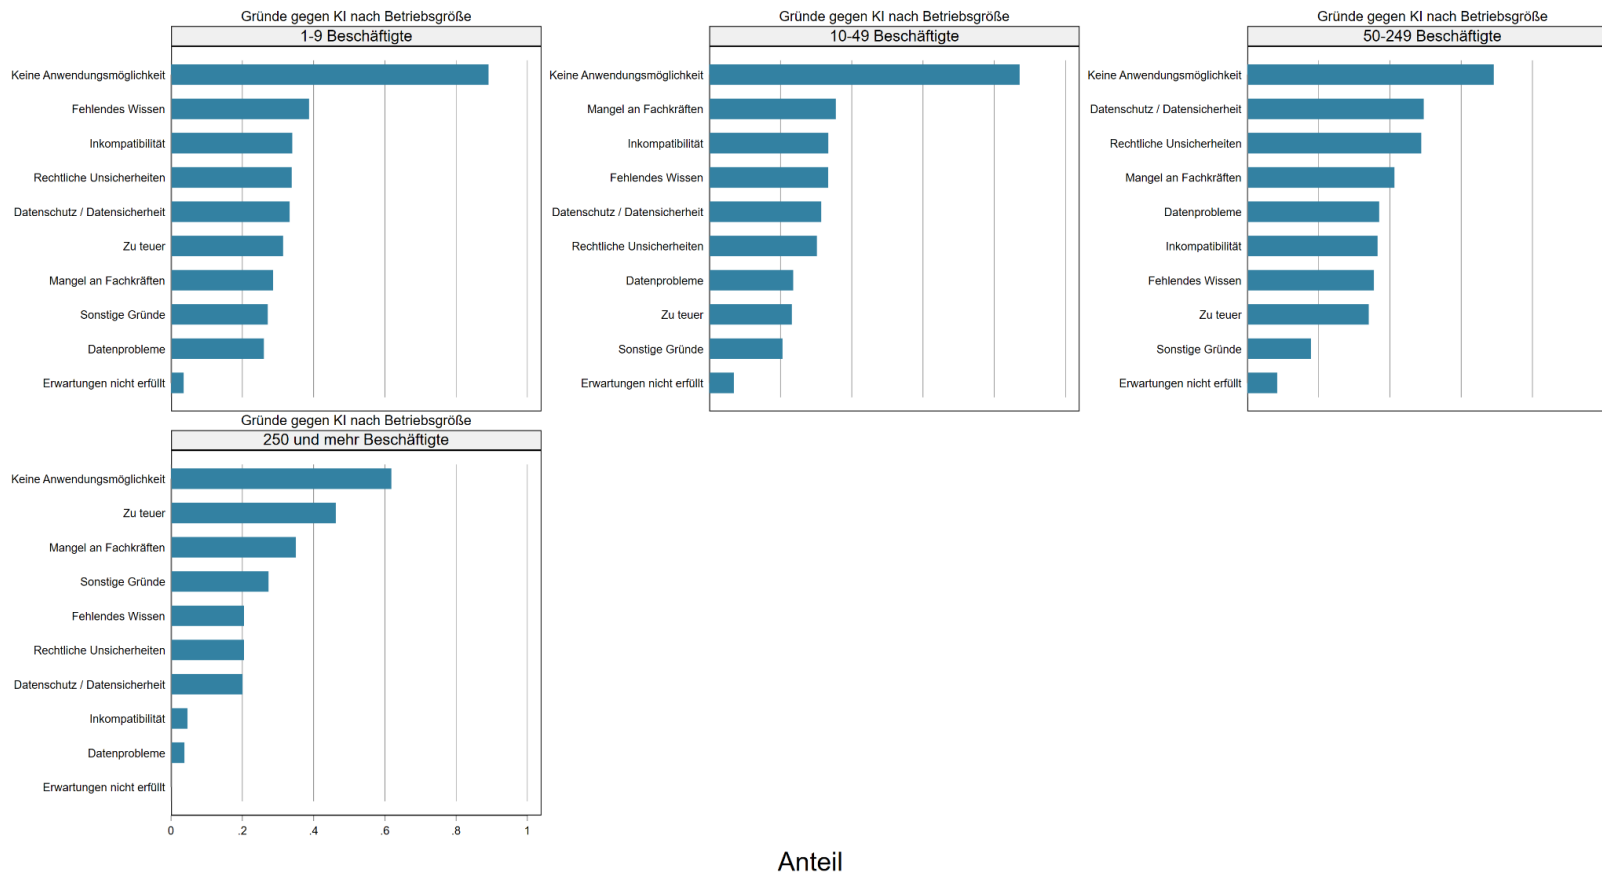 Gründe gegen KI nach Betriebsgröße
1-9 Beschäftigte
Keine Anwendungsmöglichkeit
Fehlendes Wissen
Inkompatibilität
Rechtliche Unsicherheiten
Datenschutz / Datensicherheit
Zu teuer
Mangel an Fachkräften
Sonstige Gründe
Datenprobleme
Erwartungen nicht erfüllt
Gründe gegen KI nach Betriebsgröße
10-49 Beschäftigte
Keine Anwendungsmöglichkeit
Mangel an Fachkräften
Inkompatibilität
Fehlendes Wissen
Datenschutz / Datensicherheit
Rechtliche Unsicherheiten
Datenprobleme
Zu teuer
Sonstige Gründe
Erwartungen nicht erfüllt
Gründe gegen KI nach Betriebsgröße
50-249 Beschäftigte
Keine Anwendungsmöglichkeit
Datenschutz / Datensicherheit
Rechtliche Unsicherheiten
Mangel an Fachkräften
Datenprobleme
Inkompatibilität
Fehlendes Wissen
Zu teuer
Sonstige Gründe
Erwartungen nicht erfüllt
Gründe gegen KI nach Betriebsgröße
250 und mehr Beschäftigte
Keine Anwendungsmöglichkeit
Zu teuer
Mangel an Fachkräften
Sonstige Gründe
Fehlendes Wissen
Rechtliche Unsicherheiten
Datenschutz / Datensicherheit
Inkompatibilität
Datenprobleme
Erwartungen nicht erfüllt
0 .2 .4 .6 .8 1
Anteil